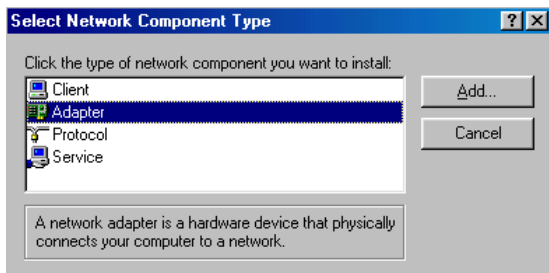 Select Network Component Type
Click the type of network component you want to install:
Client
Adapter
Protocol
Service
Add...
Cancel
A network adapter is a hardware device that physically
connects your computer to a network.